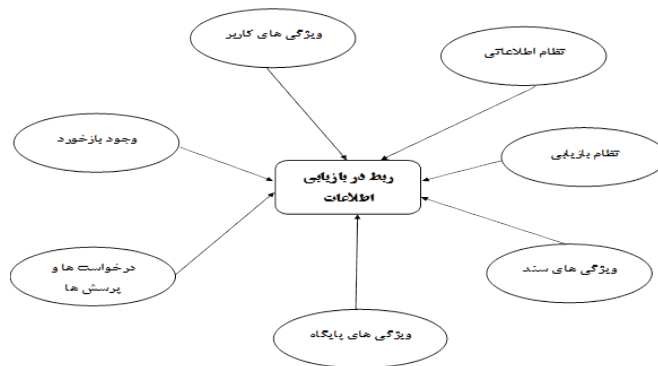 ویژگی های کاربر
نظام اطلاعاتی
وجود بازخورد
نظام بازیابی
ربط در بازیابی
اطلاعات
درخواست ها و
پرسش ها
ویژگی های سند
ویژگی های پایگاه